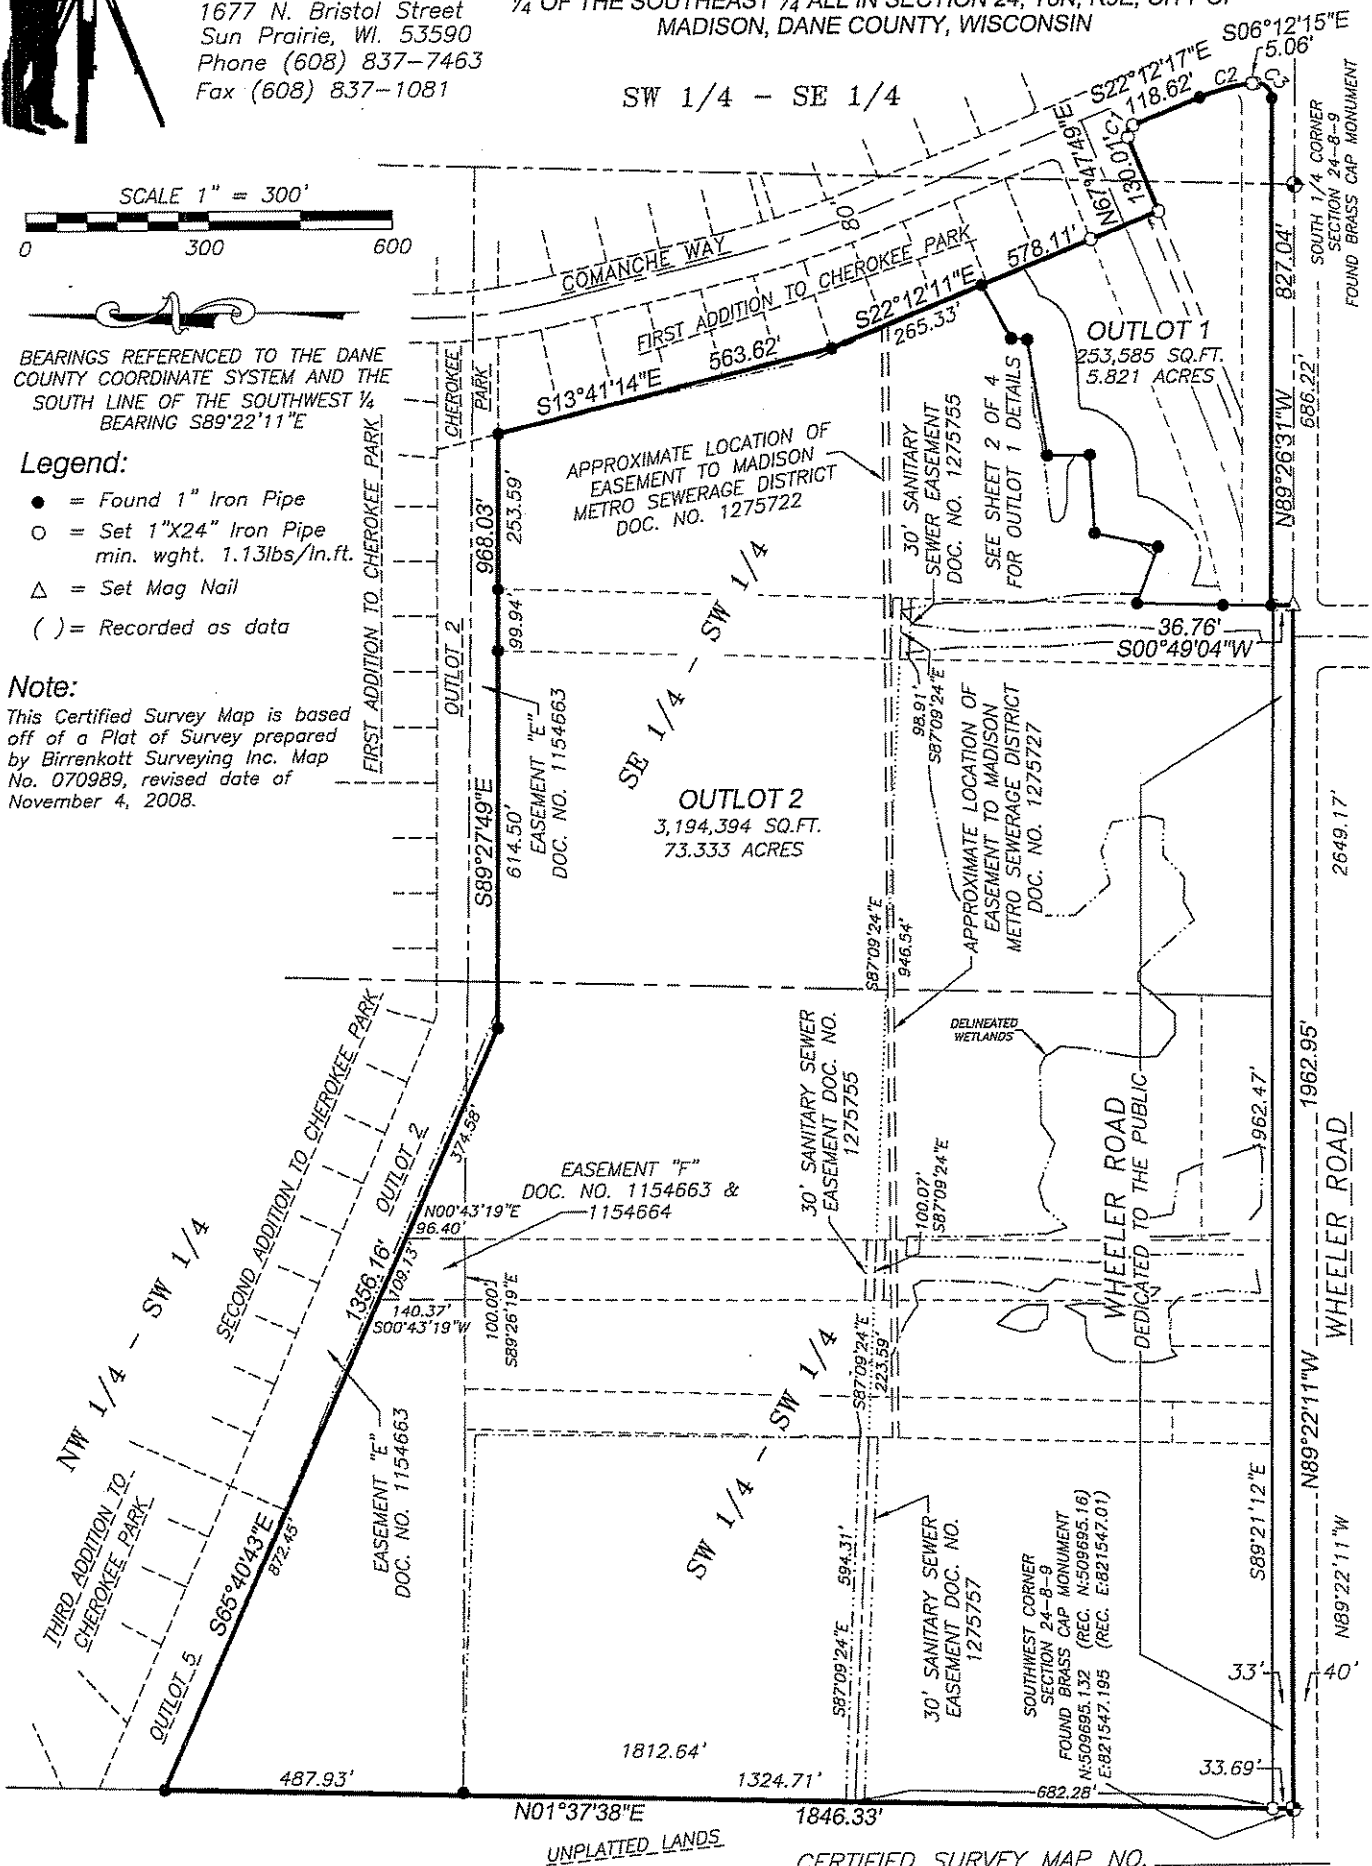 1677 N. Bristol Street
Sun Prairie, WI. 53590
Phone (608) 837-7463
Fax (608) 837-1081
MADISON, DANE COUNTY, WISCONSIN
SW 1/4 - SE 1/4
SCALE 1" = 300'
0 300 600
BEARINGS REFERENCED TO THE DANE
COUNTY COORDINATE SYSTEM AND THE
SOUTH LINE OF THE SOUTHWEST ¼
BEARING S89°22'11"E
Legend:
● = Found 1" Iron Pipe
○ = Set 1"X24" Iron Pipe
min. wght. 1.13lbs/ln.ft.
△ = Set Mag Nail
( )= Recorded as data
Note:
This Certified Survey Map is based
off of a Plat of Survey prepared
by Birrenkott Surveying Inc. Map
No. 070989, revised date of
November 4, 2008.
S06°12'15"E
5.06'
C2
C3
S22°12'17"E
118.62'
C1
N67°47'49"E
130.01'
SOUTH 1/4 CORNER
SECTION 24-8-9
FOUND BRASS CAP MONUMENT
80'
COMANCHE WAY
FIRST ADDITION TO CHEROKEE PARK
578.11'
S22°12'11"E
265.33'
563.62'
S13°41'14"E
827.04'
N89°26'31"W
686.22'
OUTLOT 1
253,585 SQ.FT.
5.821 ACRES
SEE SHEET 2 OF 4
FOR OUTLOT 1 DETAILS
CHEROKEE
PARK
FIRST ADDITION TO CHEROKEE PARK
OUTLOT 2
968.03'
253.59'
99.94'
APPROXIMATE LOCATION OF
EASEMENT TO MADISON
METRO SEWERAGE DISTRICT
DOC. NO. 1275722
30' SANITARY
SEWER EASEMENT
DOC. NO. 1275755
36.76'
S00°49'04"W
SE 1/4 - SW 1/4
EASEMENT "E"
DOC. NO. 1154663
S89°27'49"E
614.50'
OUTLOT 2
3,194,394 SQ.FT.
73.333 ACRES
98.91'
S87°09'24"E
APPROXIMATE LOCATION OF
EASEMENT TO MADISON
METRO SEWERAGE DISTRICT
DOC. NO. 1275727
S87°09'24"E
946.54'
2649.17'
DELINEATED
WETLANDS
SECOND ADDITION TO CHEROKEE PARK
OUTLOT 2
374.58'
30' SANITARY SEWER
EASEMENT DOC. NO.
1275755
1962.95'
1962.47'
WHEELER ROAD
DEDICATED TO THE PUBLIC
WHEELER ROAD
EASEMENT "F"
DOC. NO. 1154663 &
1154664
N00°43'19"E
96.40'
100.07'
S87°09'24"E
1356.16'
109.13'
140.37'
S00°43'19"W
100.00'
S89°26'19"E
NW 1/4 - SW 1/4
S87°09'24"E
223.59'
SW 1/4 - SW 1/4
N89°22'11"W
EASEMENT "E"
DOC. NO. 1154663
THIRD ADDITION TO
CHEROKEE PARK
S65°40'43"E
872.45'
OUTLOT 5
S87°09'24"E
594.31'
30' SANITARY SEWER
EASEMENT DOC. NO.
1275757
SOUTHWEST CORNER
SECTION 24-8-9
FOUND BRASS CAP MONUMENT
N:509695.132 (REC. N:509695.16)
E:821547.195 (REC. E:821547.01)
S89°21'12"E
N89°22'11"W
33'
40'
33.69'
487.93'
1812.64'
1324.71'
682.28'
N01°37'38"E
1846.33'
UNPLATTED LANDS
CERTIFIED SURVEY MAP NO.